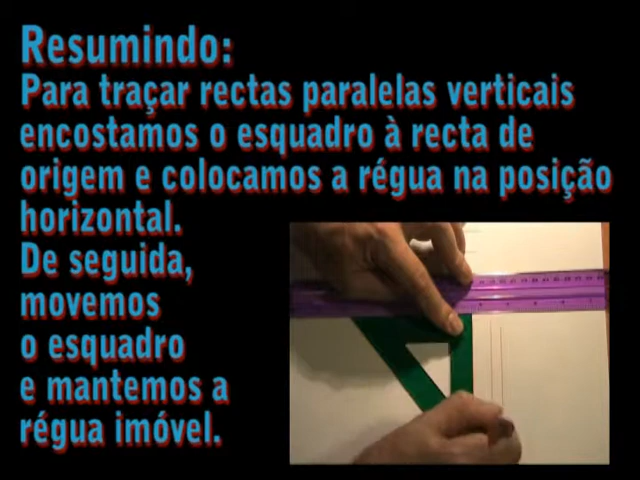 Resumindo:
Para traçar rectas paralelas verticais
encostamos o esquadro à recta de
origem e colocamos a régua na posição
horizontal.
De seguida,
movemos
o esquadro
e mantemos a
régua imóvel.